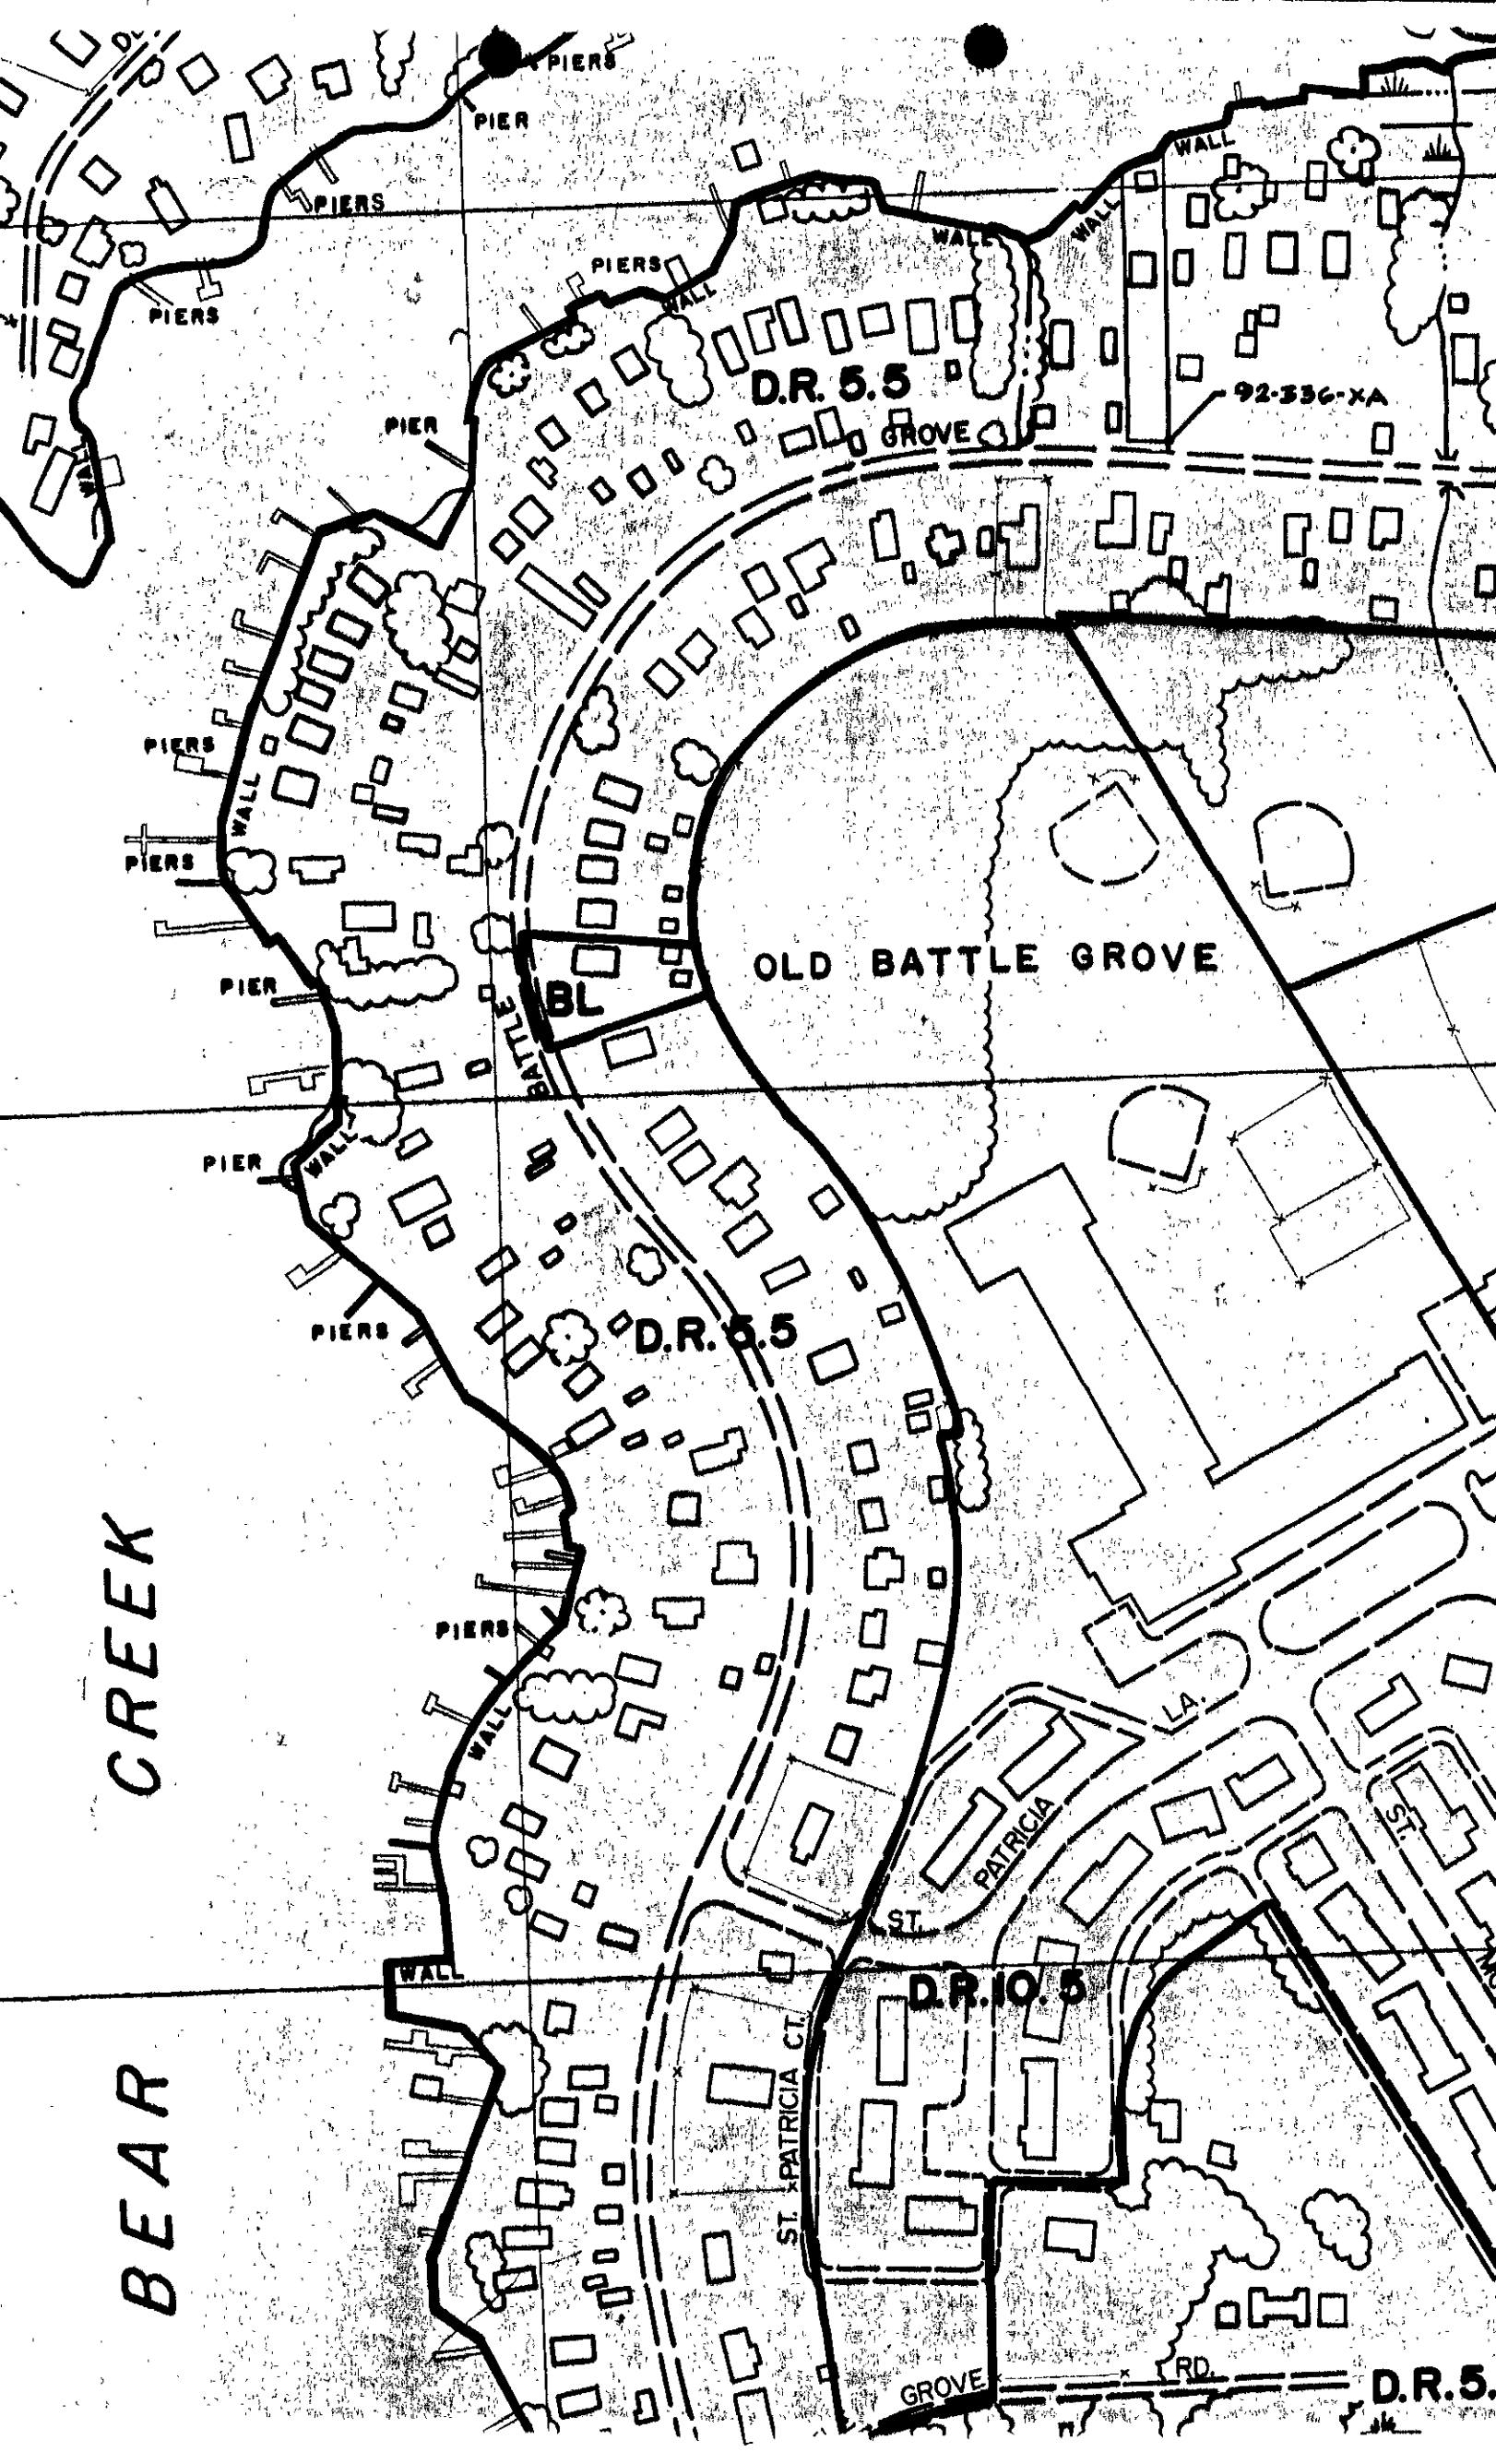 PIERS
PIER
WALL
PIERS
WALL
WALL
PIERS
WALL
PIERS
D.R. 5.5
92-336-XA
PIER
GROVE
WALL
PIERS
WALL
PIERS
OLD BATTLE GROVE
PIER
BL
BATTLE
PIER
WALL
PIERS
D.R. 5.5
CREEK
PIERS
LA.
WALL
PATRICIA
ST.
ST.
WALL
D.R.10.5
ST. PATRICIA CT.
BEAR
RD.
GROVE
D.R.5.